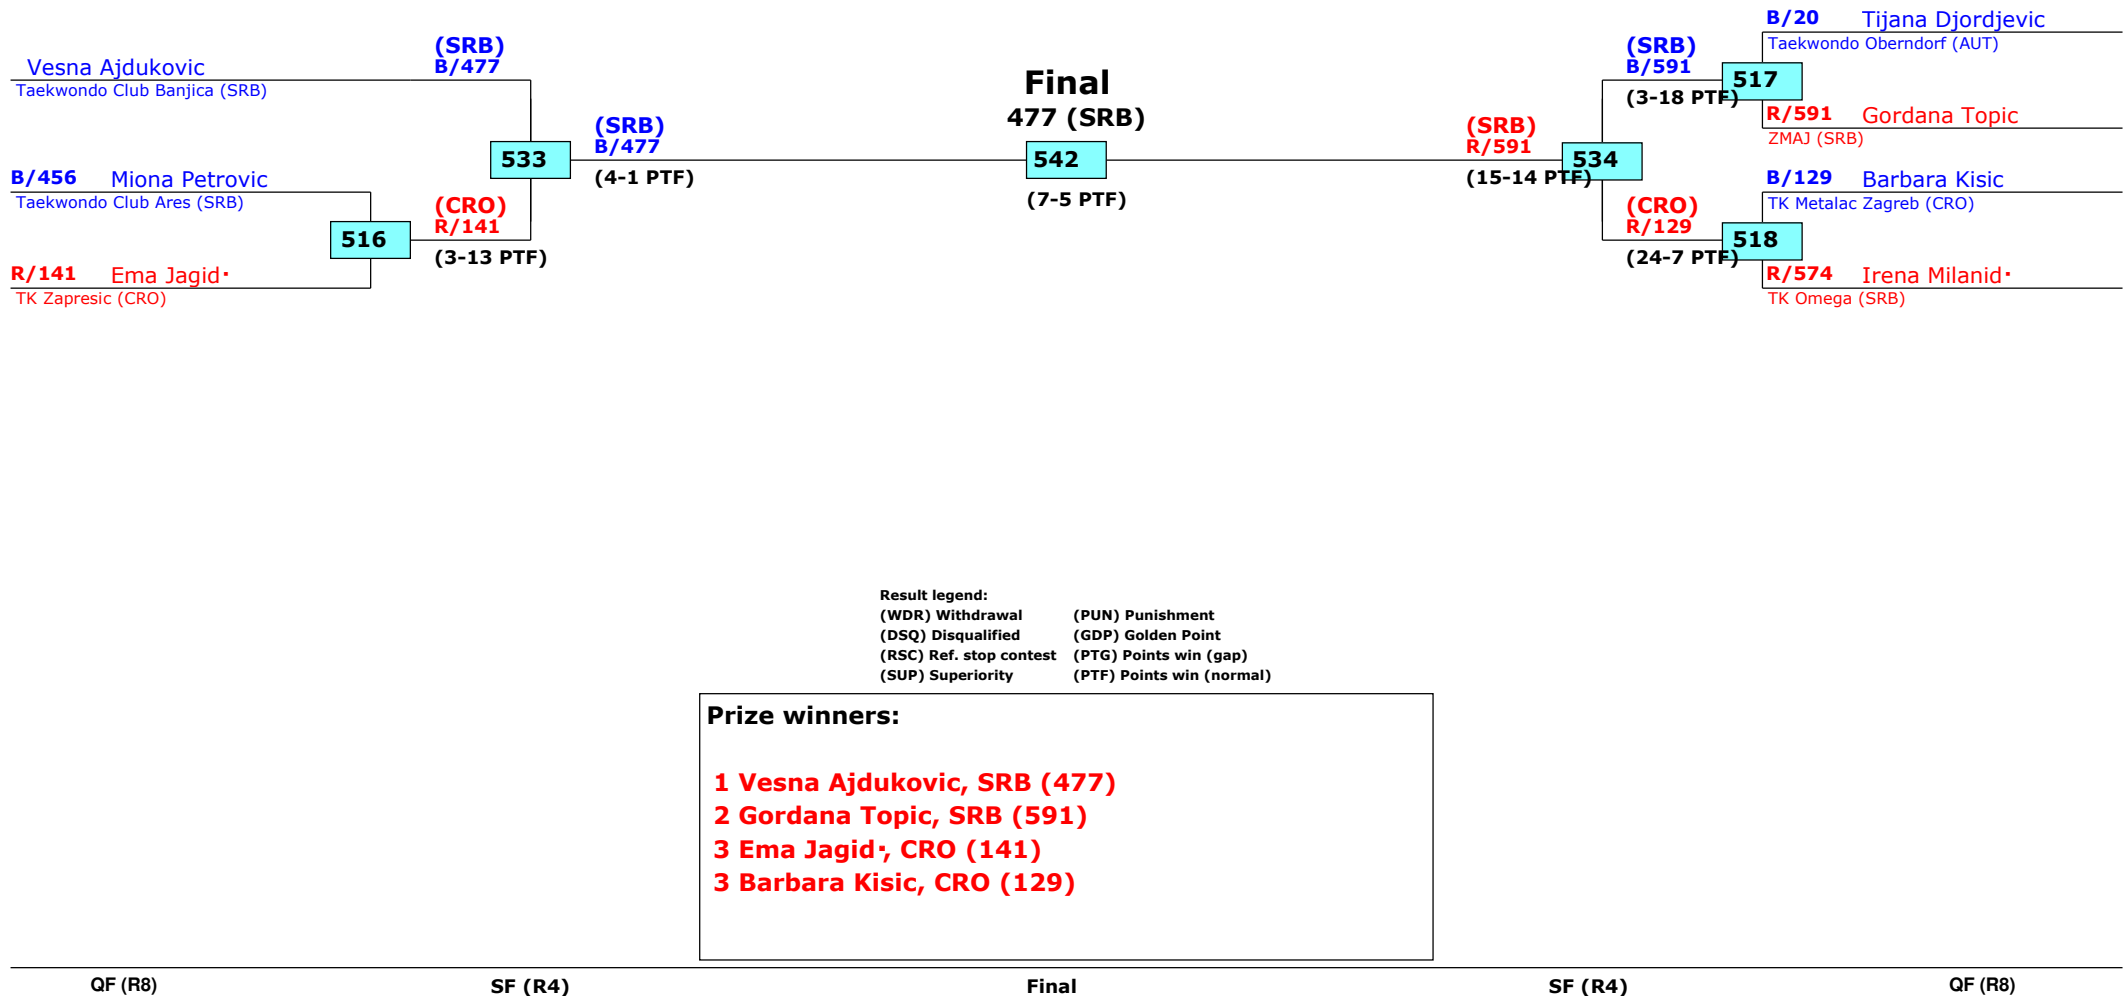 Vesna Ajdukovic
Taekwondo Club Banjica (SRB)
(SRB)
B/477
B/456 Miona Petrovic
Taekwondo Club Ares (SRB)
R/141 Ema Jagid·
TK Zapresic (CRO)
516
(CRO)
R/141
(3-13 PTF)
533
(SRB)
B/477
(4-1 PTF)
Final
477 (SRB)
542
(7-5 PTF)
(SRB)
R/591
(15-14 PTF)
534
(SRB)
B/591
(3-18 PTF)
517
B/20 Tijana Djordjevic
Taekwondo Oberndorf (AUT)
R/591 Gordana Topic
ZMAJ (SRB)
(CRO)
R/129
(24-7 PTF)
518
B/129 Barbara Kisic
TK Metalac Zagreb (CRO)
R/574 Irena Milanid·
TK Omega (SRB)
Result legend:
(WDR) Withdrawal (PUN) Punishment
(DSQ) Disqualified (GDP) Golden Point
(RSC) Ref. stop contest (PTG) Points win (gap)
(SUP) Superiority (PTF) Points win (normal)
Prize winners:
1 Vesna Ajdukovic, SRB (477)
2 Gordana Topic, SRB (591)
3 Ema Jagid·, CRO (141)
3 Barbara Kisic, CRO (129)
QF (R8) SF (R4) Final SF (R4) QF (R8)